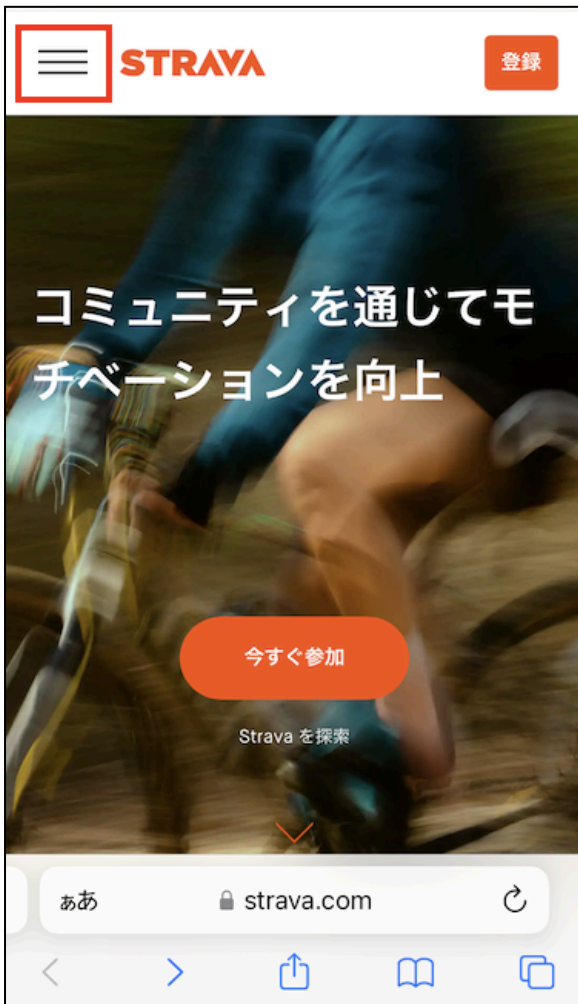 STRAVA
登録
コミュニティを通じてモ
チベーションを向上
今すぐ参加
Strava を探索
ぁあ
strava.com